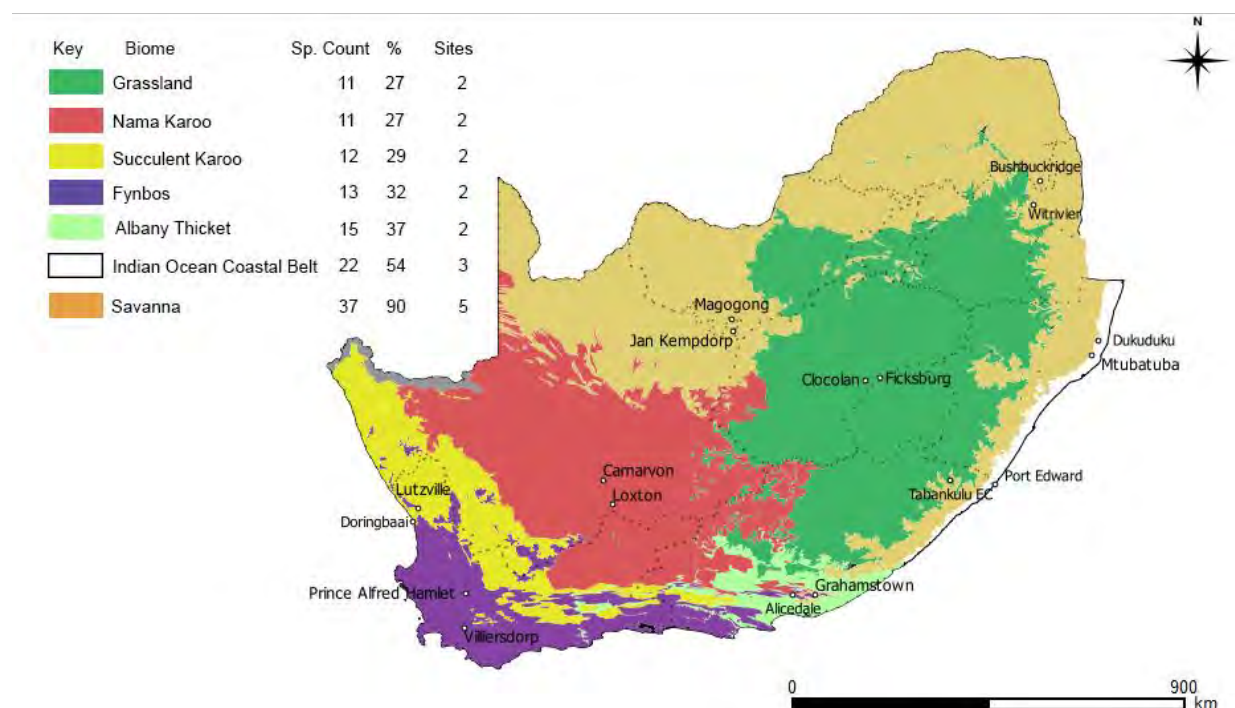 N
Key Biome Sp. Count % Sites
Grassland 11 27 2
Nama Karoo 11 27 2
Succulent Karoo 12 29 2
Fynbos 13 32 2
Albany Thicket 15 37 2
Indian Ocean Coastal Belt 22 54 3
Savanna 37 90 5
Bushbuckridge
Witrivier
Magogong
Jan Kempdorp
Dukuduku
Mtubatuba
Clocolan
Ficksburg
Carnarvon
Loxton
Tabankulu EC
Port Edward
Lutzville
Doringbaai
Prince Alfred Hamlet
Grahamstown
Alicedale
Villiersdorp
0 900
km